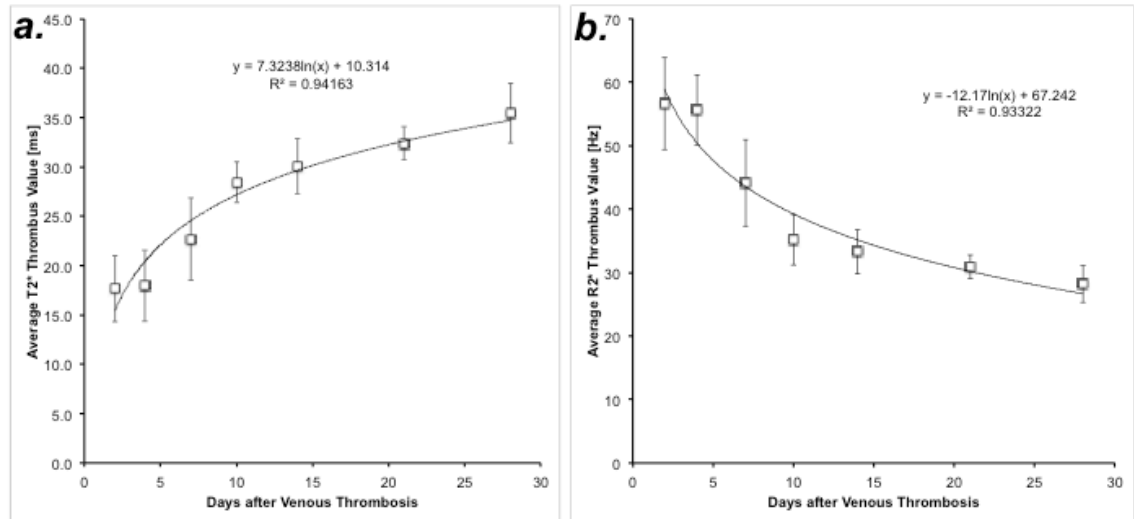 a.
Average T2* Thrombus Value [ms]
45.0
40.0
35.0
30.0
25.0
20.0
15.0
10.0
5.0
0.0
y = 7.3238ln(x) + 10.314
R² = 0.94163
0 5 10 15 20 25 30
Days after Venous Thrombosis
b.
Average R2* Thrombus Value [Hz]
70
60
50
40
30
20
10
0
y = -12.17ln(x) + 67.242
R² = 0.93322
0 5 10 15 20 25 30
Days after Venous Thrombosis